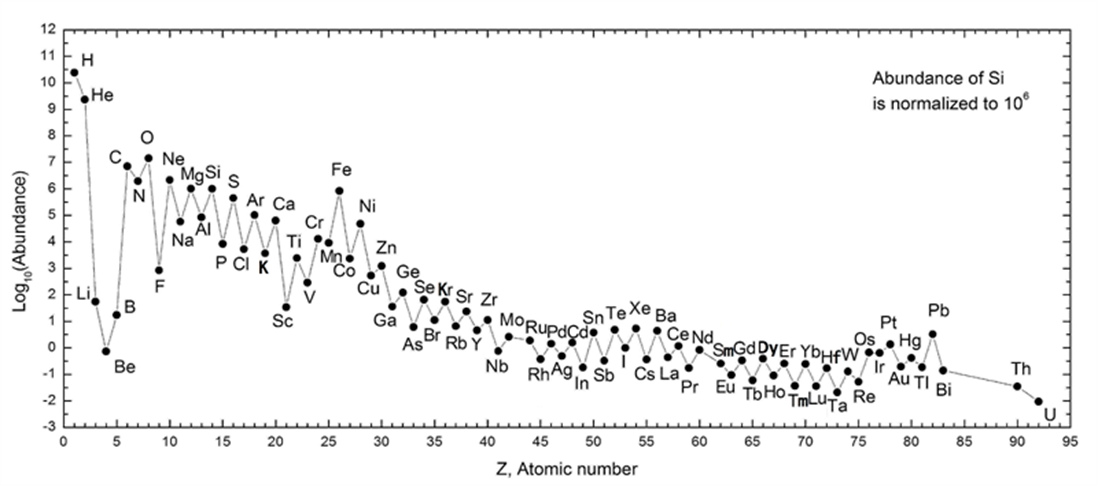 12
11
10
9
8
7
6
5
4
3
2
1
0
-1
-2
-3
Log10(Abundance)
Abundance of Si
is normalized to 10^6
H
He
Li
Be
B
C
N
O
F
Ne
Na
Mg
Al
Si
P
S
Cl
Ar
K
Ca
Sc
Ti
V
Cr
Mn
Fe
Co
Ni
Cu
Zn
Ga
Ge
As
Se
Br
Kr
Rb
Sr
Y
Zr
Nb
Mo
Ru
Rh
Pd
Ag
Cd
In
Sn
Sb
Te
I
Xe
Cs
Ba
La
Ce
Pr
Nd
Sm
Eu
Gd
Tb
Dy
Ho
Er
Tm
Yb
Lu
Hf
Ta
W
Re
Os
Ir
Pt
Au
Hg
Tl
Pb
Bi
Th
U
0 5 10 15 20 25 30 35 40 45 50 55 60 65 70 75 80 85 90 95
Z, Atomic number